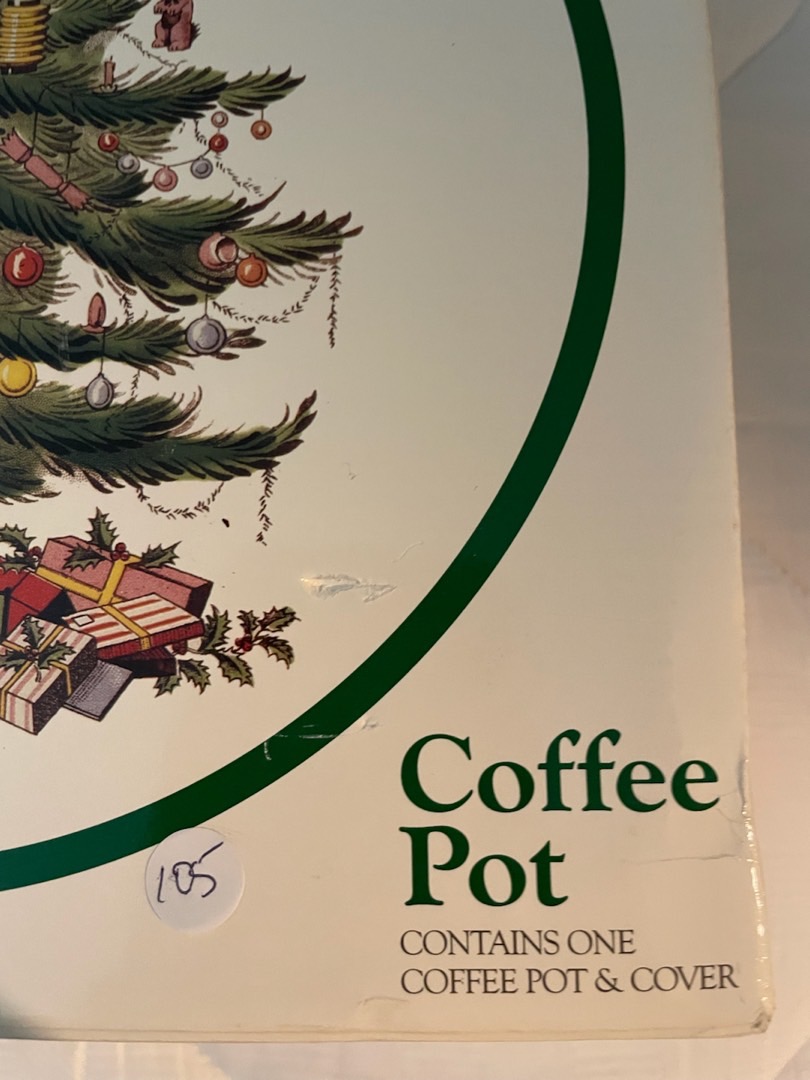 Coffee
Pot
CONTAINS ONE
COFFEE POT & COVER
105